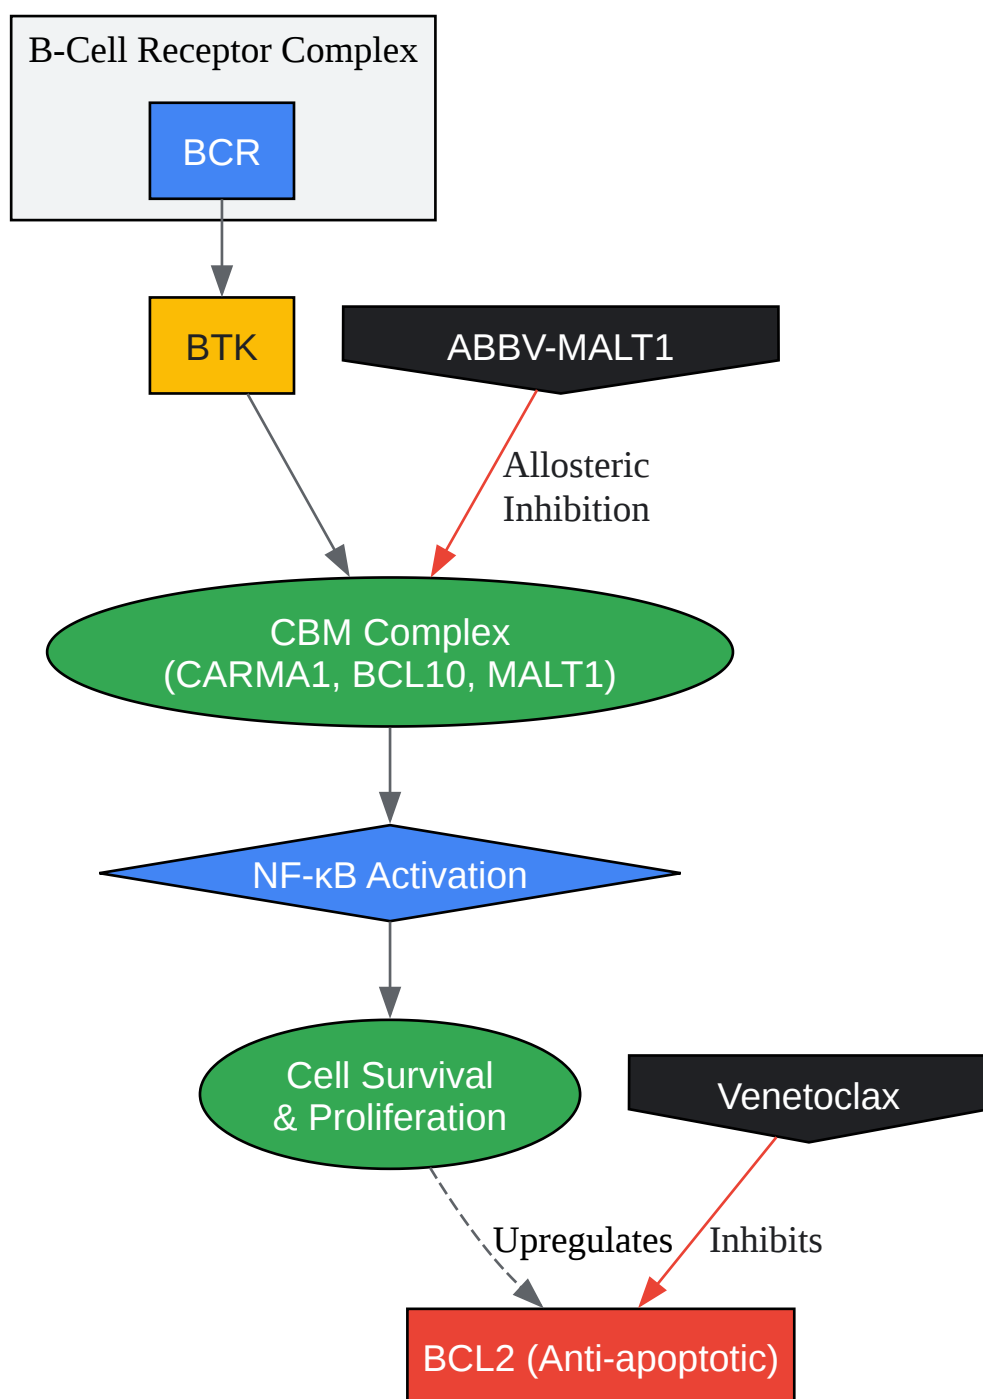 B-Cell Receptor Complex
BCR
BTK
ABBV-MALT1
Allosteric
Inhibition
CBM Complex
(CARMA1, BCL10, MALT1)
NF-κB Activation
Cell Survival
& Proliferation
Venetoclax
Upregulates
Inhibits
BCL2 (Anti-apoptotic)